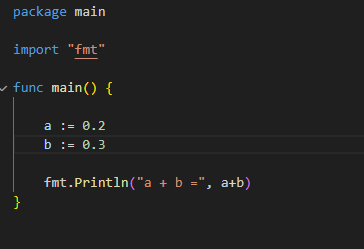 package main
import "fmt"
func main() {
a := 0.2
b := 0.3
fmt.Println("a + b =", a+b)
}